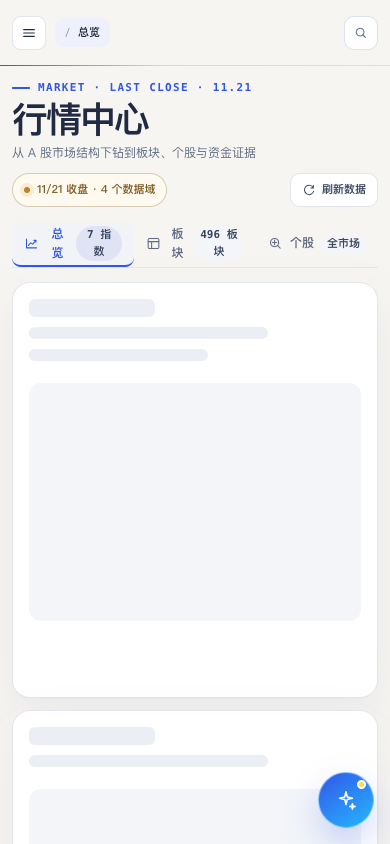 / 总览
MARKET · LAST CLOSE · 11.21
行情中心
从 A 股市场结构下钻到板块、个股与资金证据
11/21 收盘 · 4 个数据域
刷新数据
总览 7 指数 板块 496 板块 个股 全市场